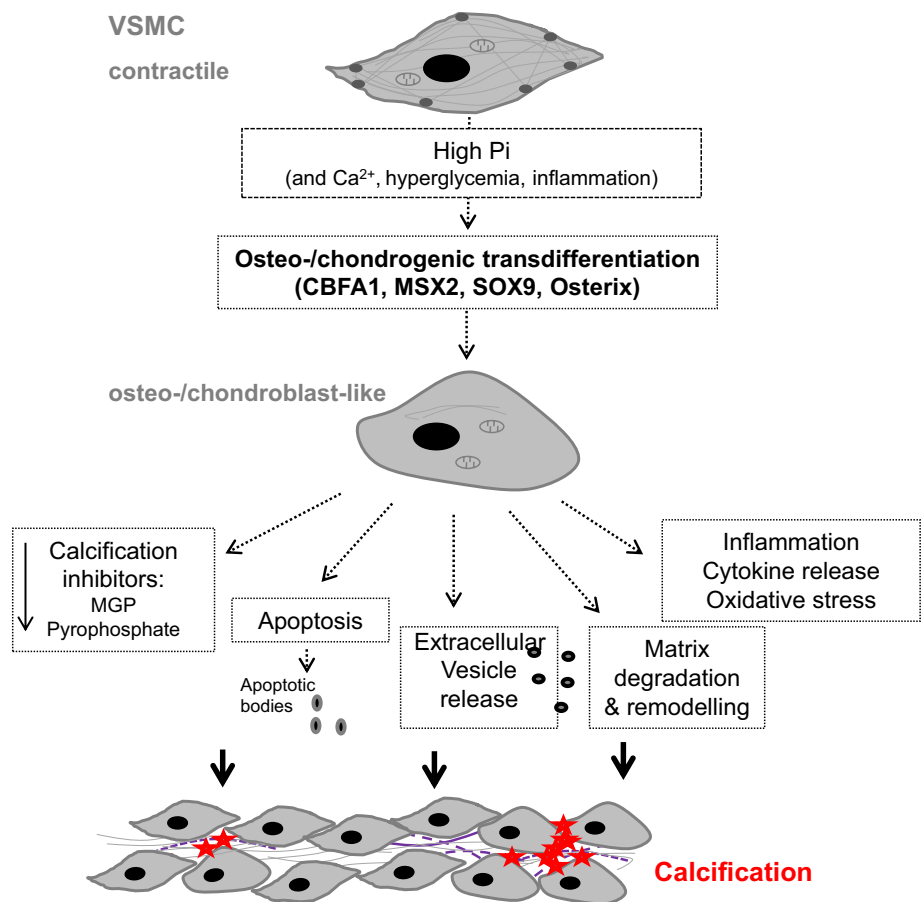 VSMC
contractile
High Pi
(and Ca²⁺, hyperglycemia, inflammation)
Osteo-/chondrogenic transdifferentiation
(CBFA1, MSX2, SOX9, Osterix)
osteo-/chondroblast-like
Calcification
inhibitors:
MGP
Pyrophosphate
Apoptosis
Apoptotic
bodies
Extracellular
Vesicle
release
Matrix
degradation
& remodelling
Inflammation
Cytokine release
Oxidative stress
Calcification